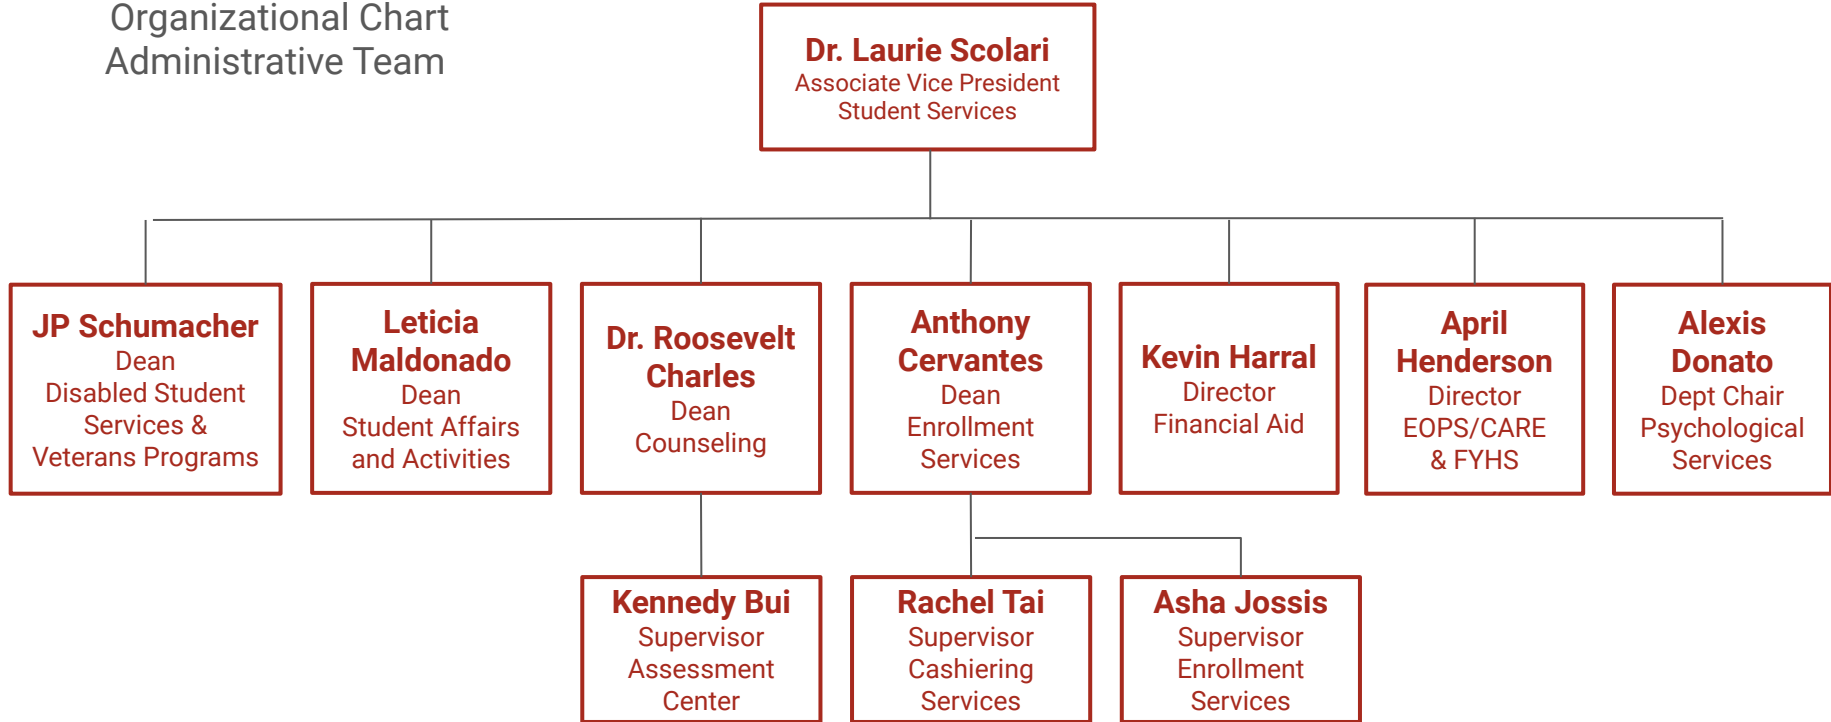 Organizational Chart
Administrative Team
Dr. Laurie Scolari
Associate Vice President
Student Services
JP Schumacher
Dean
Disabled Student
Services &
Veterans Programs
Leticia
Maldonado
Dean
Student Affairs
and Activities
Dr. Roosevelt
Charles
Dean
Counseling
Anthony
Cervantes
Dean
Enrollment
Services
Kevin Harral
Director
Financial Aid
April
Henderson
Director
EOPS/CARE
& FYHS
Alexis
Donato
Dept Chair
Psychological
Services
Kennedy Bui
Supervisor
Assessment
Center
Rachel Tai
Supervisor
Cashiering
Services
Asha Jossis
Supervisor
Enrollment
Services